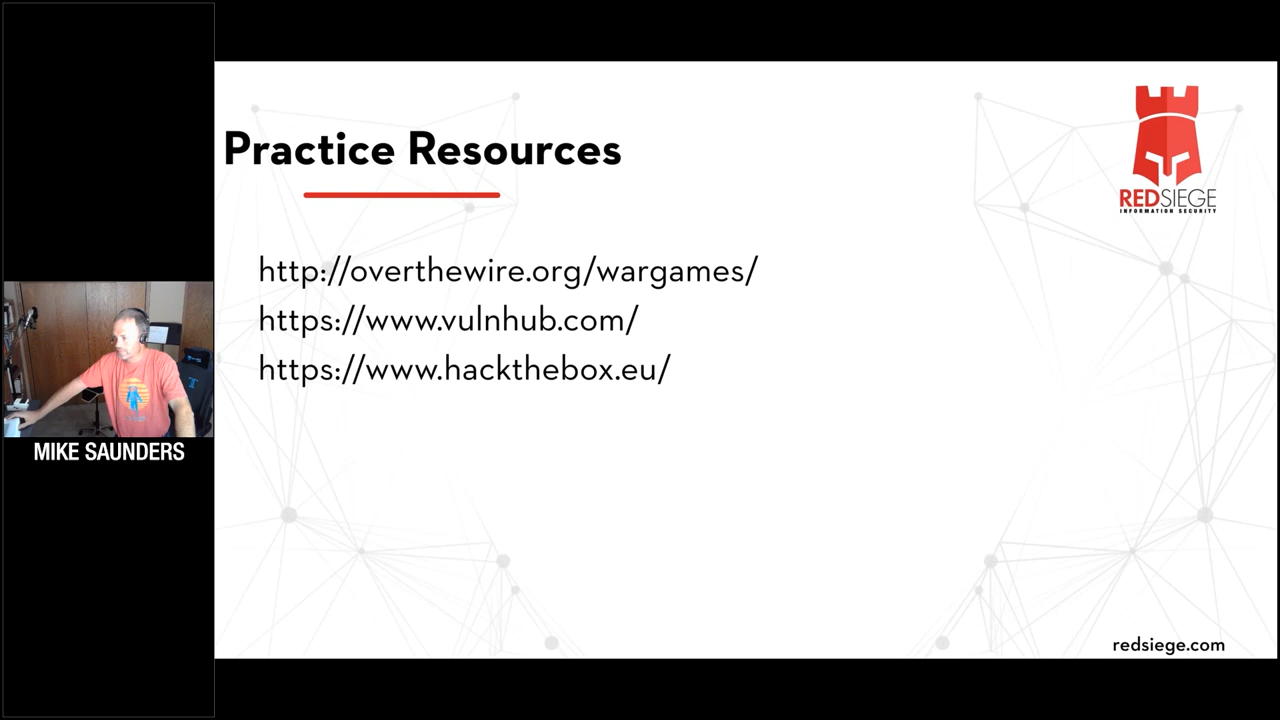 Practice Resources
REDSIEGE
INFORMATION SECURITY
http://overthewire.org/wargames/
https://www.vulnhub.com/
https://www.hackthebox.eu/
MIKE SAUNDERS
redsiege.com